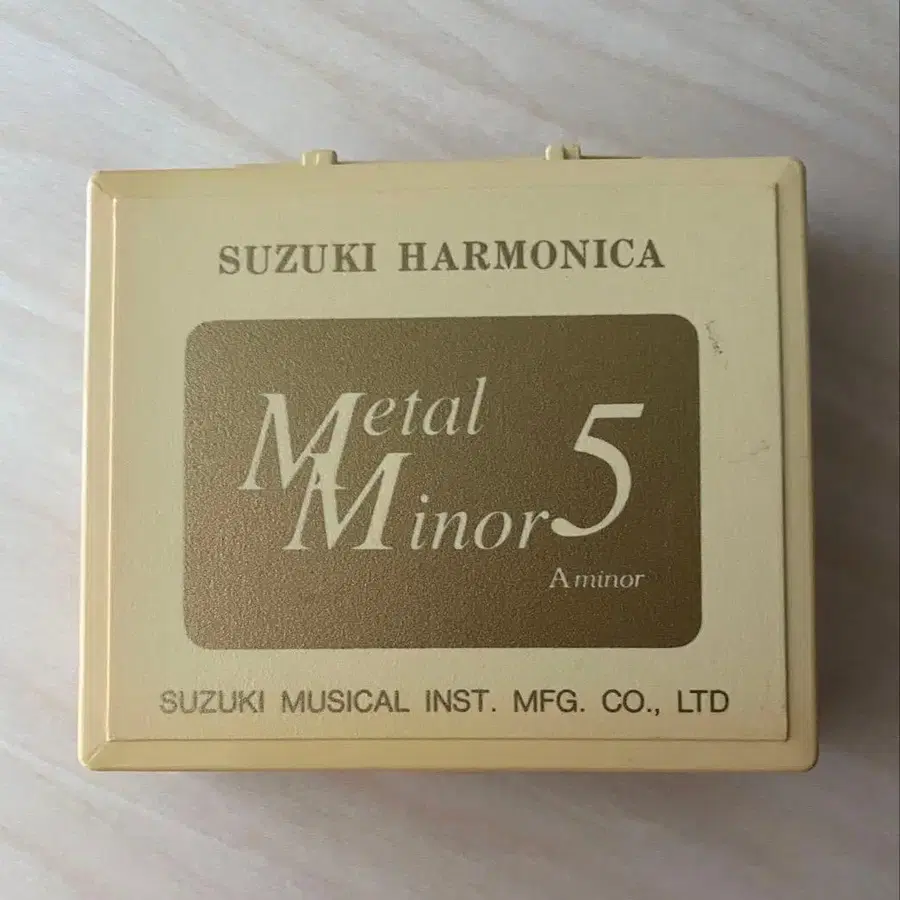 SUZUKI HARMONICA
Metal
Minor 5
A minor
SUZUKI MUSICAL INST. MFG. CO., LTD